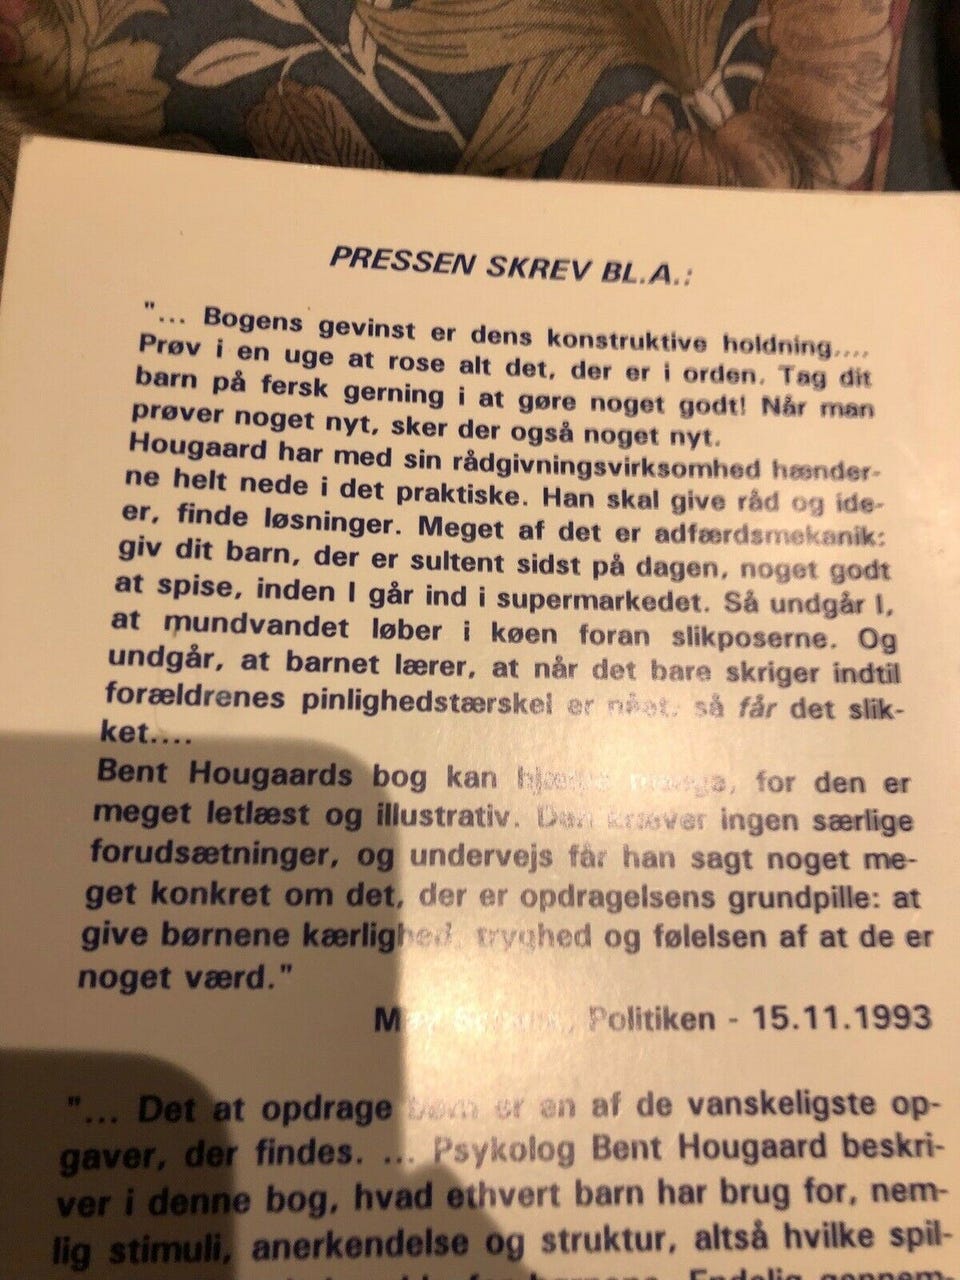 PRESSEN SKREV BL.A.:
"... Bogens gevinst er dens konstruktive holdning....
Prøv i en uge at rose alt det, der er i orden. Tag dit
barn på fersk gerning i at gøre noget godt! Når man
prøver noget nyt, sker der også noget nyt.
Hougaard har med sin rådgivningsvirksomhed hænder-
ne helt nede i det praktiske. Han skal give råd og ide-
er, finde løsninger. Meget af det er adfærdsmekanik:
giv dit barn, der er sultent sidst på dagen, noget godt
at spise, inden I går ind i supermarkedet. Så undgår I,
at mundvandet løber i køen foran slikposerne. Og
undgår, at barnet lærer, at når det bare skriger indtil
forældrenes pinlighedstærskel er nået, så får det slik-
ket....
Bent Hougaards bog kan hjælpe mange, for den er
meget letlæst og illustrativ. Den kræver ingen særlige
forudsætninger, og undervejs får han sagt noget me-
get konkret om det, der er opdragelsens grundpille: at
give børnene kærlighed, tryghed og følelsen af at de er
noget værd."
Politiken - 15.11.1993
"... Det at opdrage børn er en af de vanskeligste op-
gaver, der findes. ... Psykolog Bent Hougaard beskri-
ver i denne bog, hvad ethvert barn har brug for, nem-
lig stimuli, anerkendelse og struktur, altså hvilke spil-